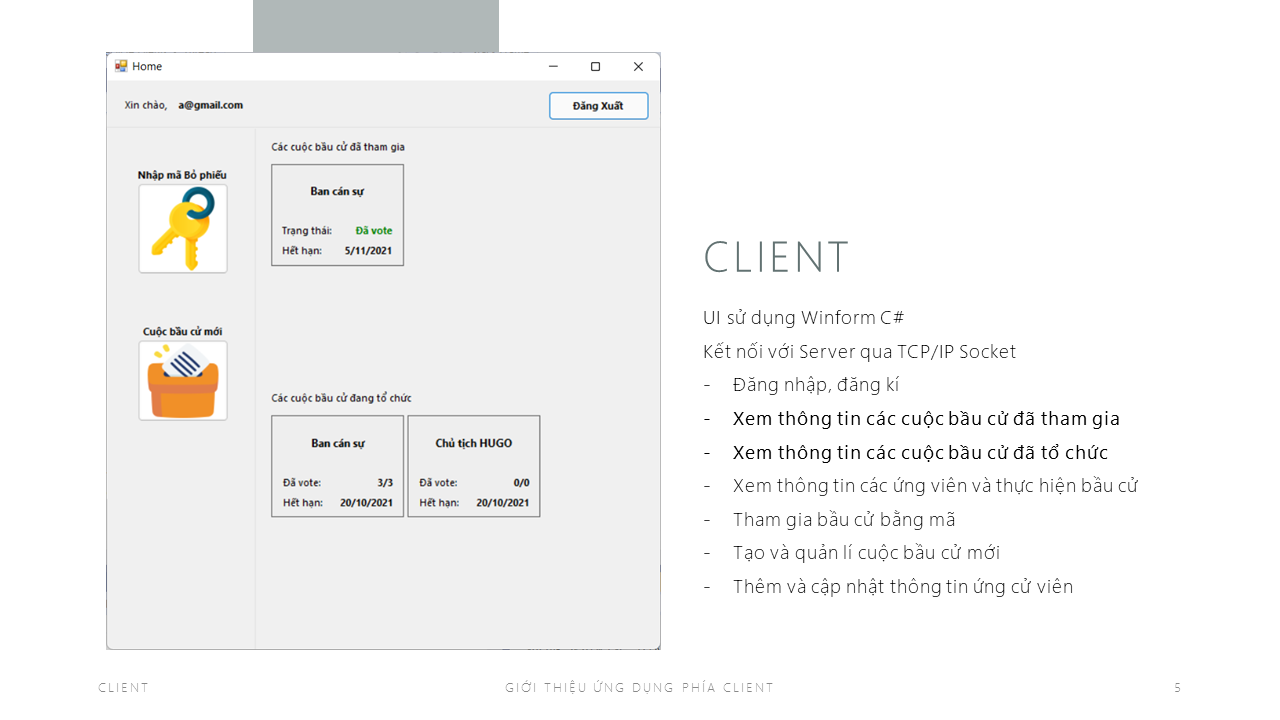 Home
Xin chào, a@gmail.com
Đăng Xuất
Nhập mã Bỏ phiếu
Cuộc bầu cử mới
Các cuộc bầu cử đã tham gia
Ban cán sự
Trạng thái: Đã vote
Hết hạn: 5/11/2021
Các cuộc bầu cử đang tổ chức
Ban cán sự
Đã vote: 3/3
Hết hạn: 20/10/2021
Chủ tịch HUGO
Đã vote: 0/0
Hết hạn: 20/10/2021
CLIENT
UI sử dụng Winform C#
Kết nối với Server qua TCP/IP Socket
- Đăng nhập, đăng kí
- Xem thông tin các cuộc bầu cử đã tham gia
- Xem thông tin các cuộc bầu cử đã tổ chức
- Xem thông tin các ứng viên và thực hiện bầu cử
- Tham gia bầu cử bằng mã
- Tạo và quản lí cuộc bầu cử mới
- Thêm và cập nhật thông tin ứng cử viên
CLIENT
GIỚI THIỆU ỨNG DỤNG PHÍA CLIENT
5